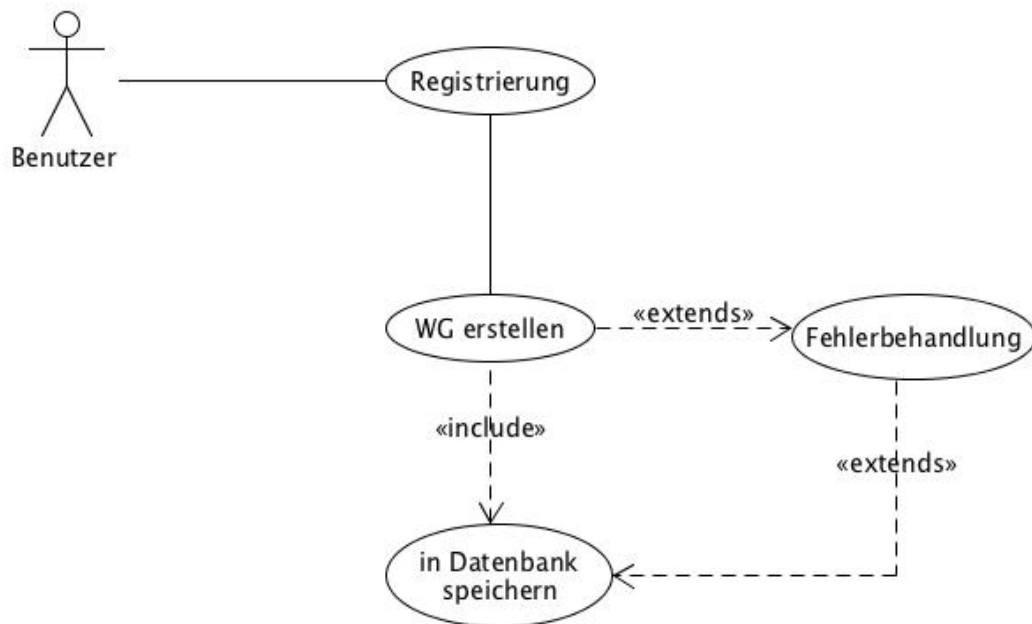 Registrierung
Benutzer
WG erstellen
«extends»
Fehlerbehandlung
«include»
«extends»
in Datenbank
speichern